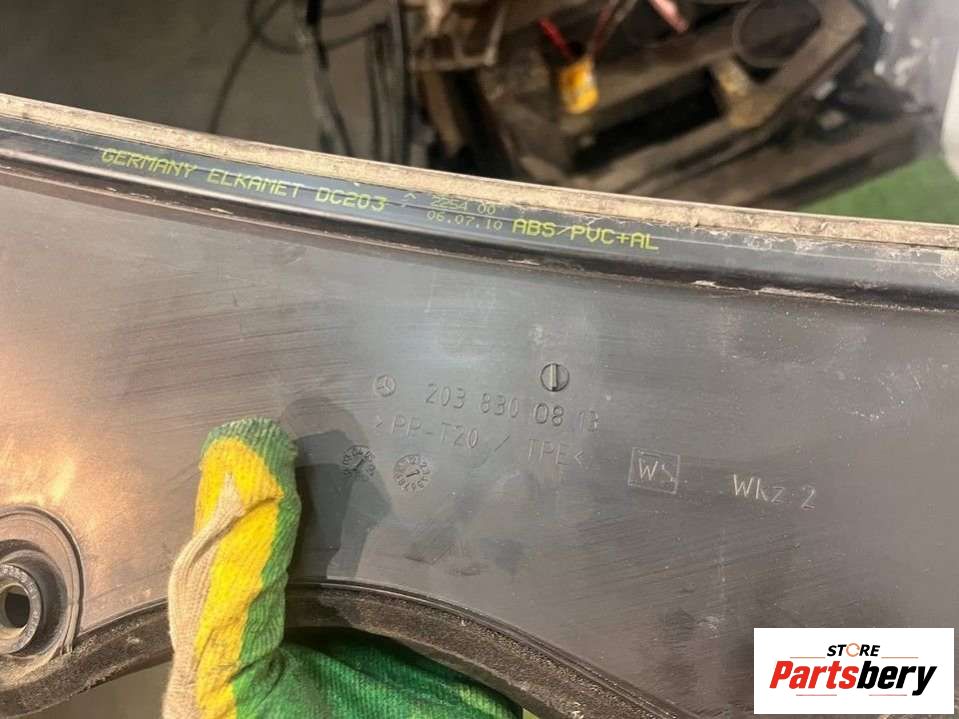 GERMANY ELKAMET DC203
2254 00
06.07.10 ABS/PVC+AL
203 830 08 13
>PP-T20 / TPE<
WS Wkz 2
STORE
Partsbery